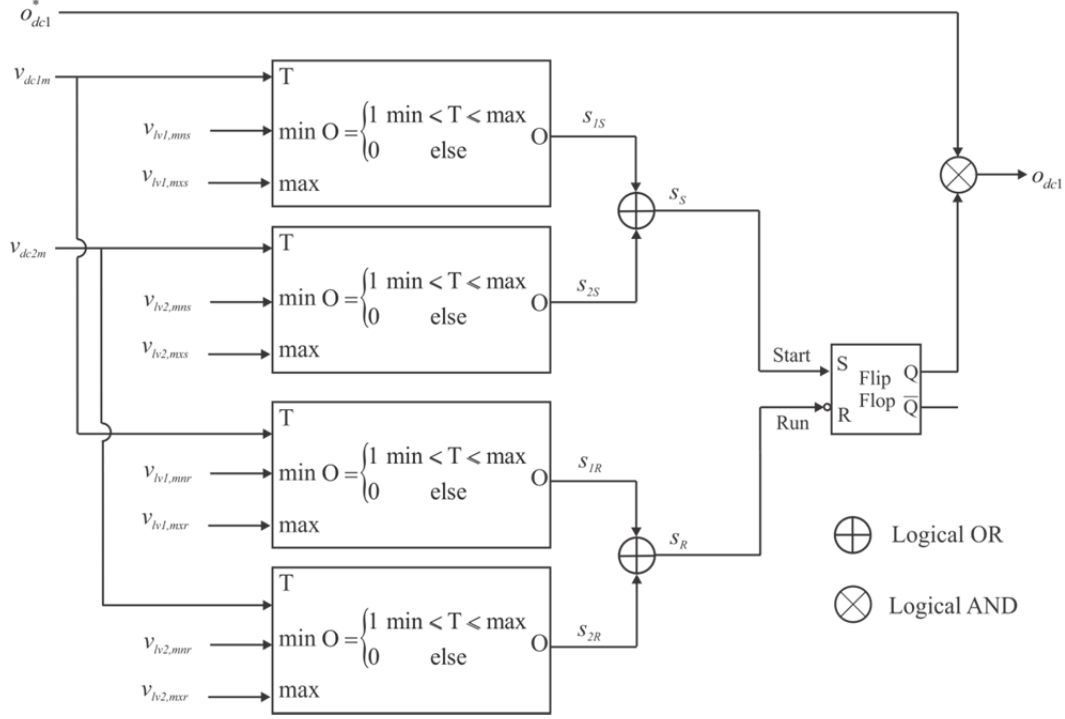 o*dc1
vdc1m
T
min O = {1 min < T < max
{0 else
O
max
vlv1,mns
vlv1,mxs
s1S
sS
odc1
vdc2m
T
min O = {1 min < T < max
{0 else
O
max
vlv2,mns
vlv2,mxs
s2S
Start
S
Flip
Flop
Q
Q̅
R
Run
T
min O = {1 min < T < max
{0 else
O
max
vlv1,mnr
vlv1,mxr
s1R
sR
Logical OR
T
min O = {1 min < T < max
{0 else
O
max
vlv2,mnr
vlv2,mxr
s2R
Logical AND